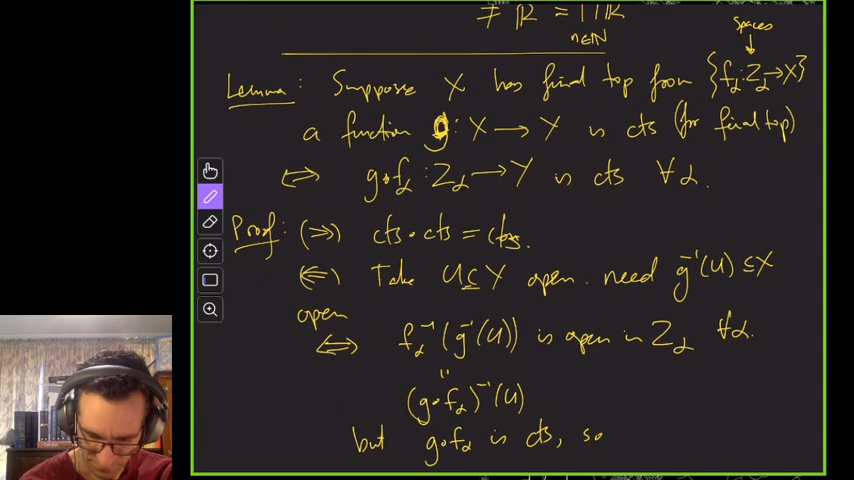 ≠ ℝ^∞ = ∏ ℝ
n∈ℕ
spaces
↓
Lemma: Suppose X has final top from {f_α: Z_α → X}
a function g: X → Y is cts (for final top)
⟺ g∘f_α: Z_α → Y is cts ∀α.
Proof: (⇒) cts∘cts = cts.
(⇐) Take U ⊆ Y open. need g⁻¹(U) ⊆ X
open
⟺ f_α⁻¹(g⁻¹(U)) is open in Z_α ∀α.
"
(g∘f_α)⁻¹(U)
but g∘f_α is cts, so